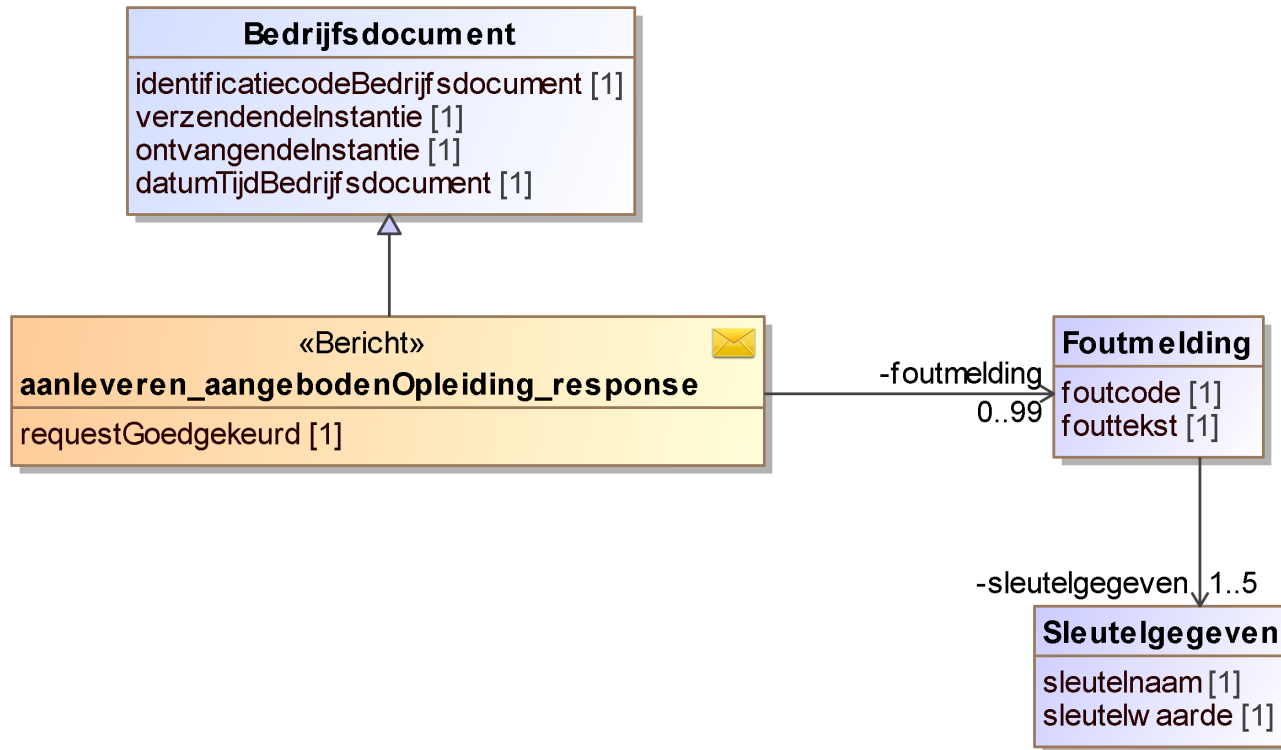 Bedrijfsdocument
identificatiecodeBedrijfsdocument [1]
verzendendeInstantie [1]
ontvangendeInstantie [1]
datumTijdBedrijfsdocument [1]
«Bericht»
aanleveren_aangebodenOpleiding_response
requestGoedgekeurd [1]
-foutmelding
0..99
Foutmelding
foutcode [1]
fouttekst [1]
-sleutelgegeven 1..5
Sleutelgegeven
sleutelnaam [1]
sleutelwaarde [1]